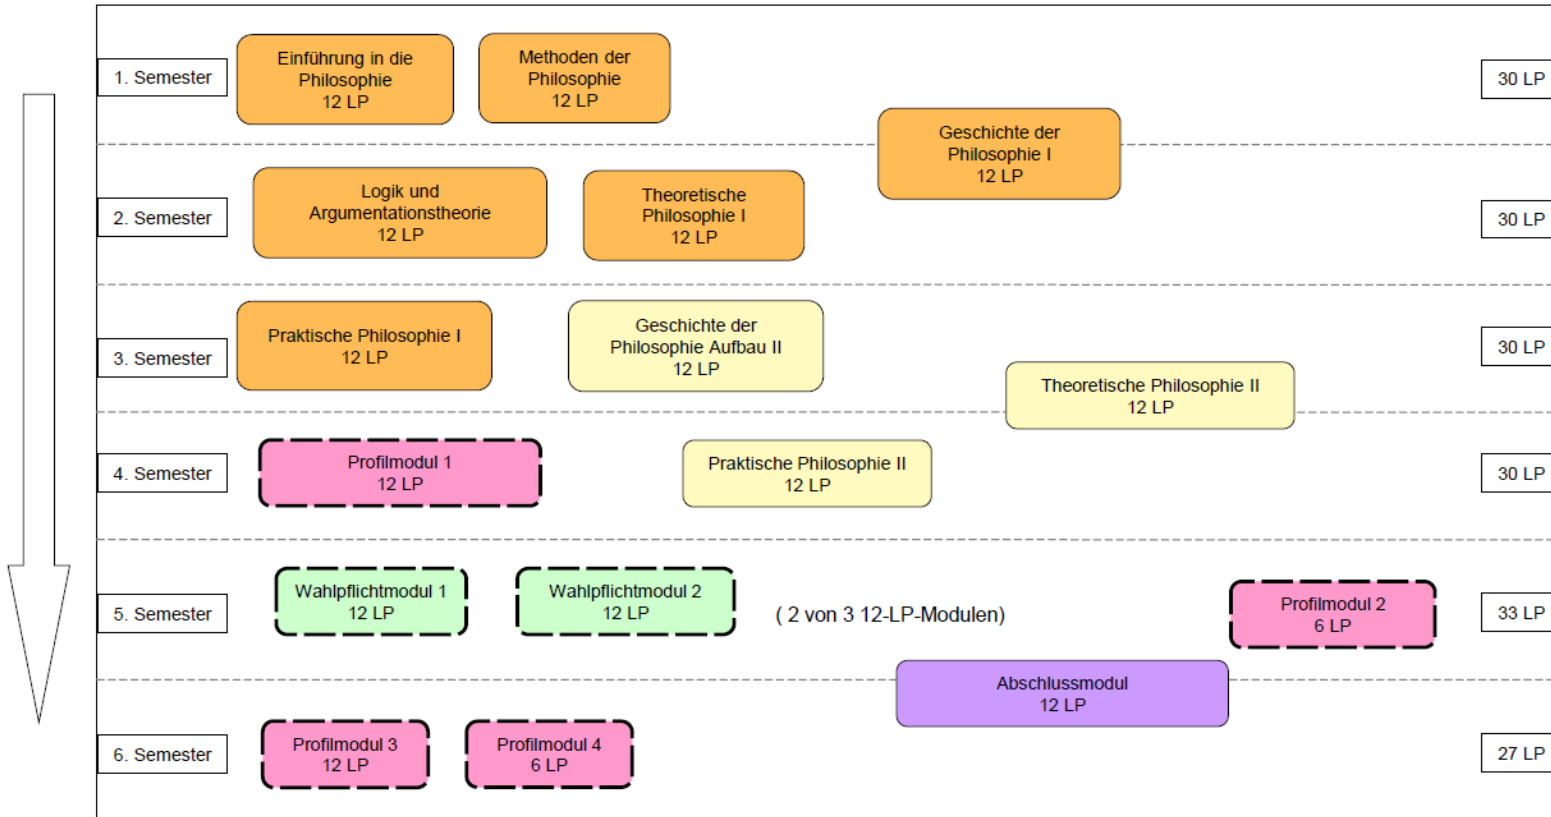 1. Semester
Einführung in die
Philosophie
12 LP
Methoden der
Philosophie
12 LP
30 LP
Geschichte der
Philosophie I
12 LP
2. Semester
Logik und
Argumentationstheorie
12 LP
Theoretische
Philosophie I
12 LP
30 LP
3. Semester
Praktische Philosophie I
12 LP
Geschichte der
Philosophie Aufbau II
12 LP
30 LP
Theoretische Philosophie II
12 LP
4. Semester
Profilmodul 1
12 LP
Praktische Philosophie II
12 LP
30 LP
5. Semester
Wahlpflichtmodul 1
12 LP
Wahlpflichtmodul 2
12 LP
( 2 von 3 12-LP-Modulen)
Profilmodul 2
6 LP
33 LP
Abschlussmodul
12 LP
6. Semester
Profilmodul 3
12 LP
Profilmodul 4
6 LP
27 LP